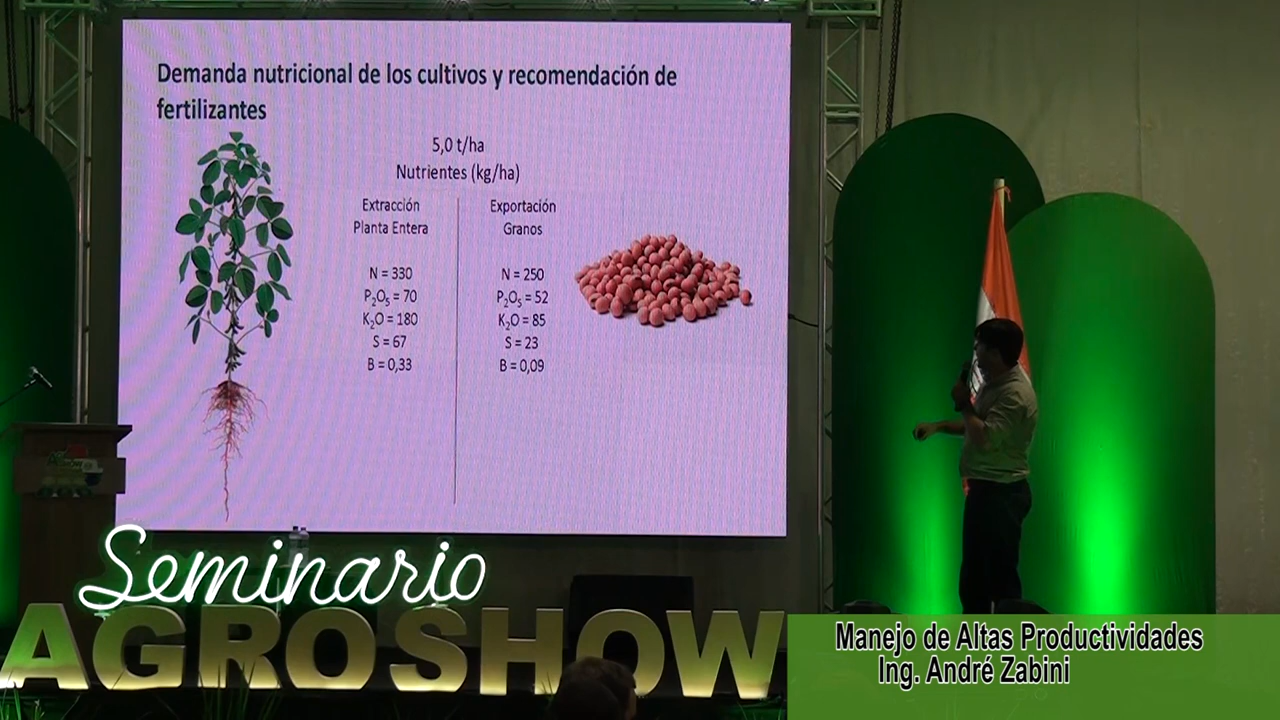 Demanda nutricional de los cultivos y recomendación de
fertilizantes
5,0 t/ha
Nutrientes (kg/ha)
Extracción
Planta Entera
N = 330
P₂O₅ = 70
K₂O = 180
S = 67
B = 0,33
Exportación
Granos
N = 250
P₂O₅ = 52
K₂O = 85
S = 23
B = 0,09
Seminario
AGROSHOW
Manejo de Altas Productividades
Ing. André Zabini